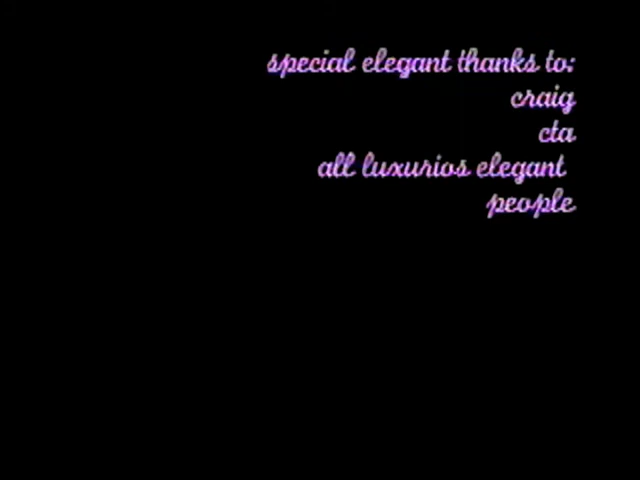 special elegant thanks to:
craig
cta
all luxurios elegant
people